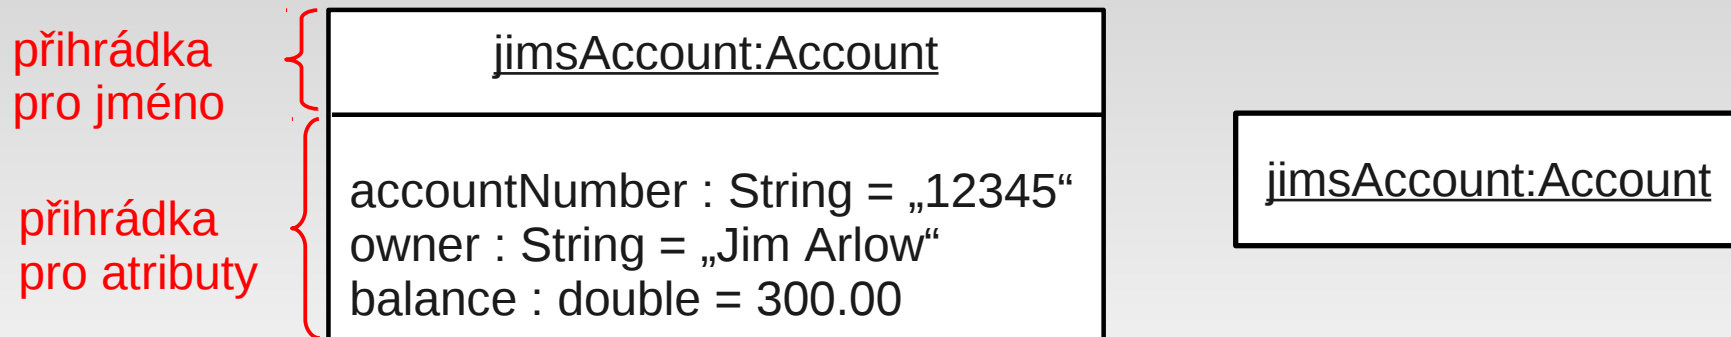 přihrádka
pro jméno
jimsAccount:Account
přihrádka
pro atributy
accountNumber : String = „12345“
owner : String = „Jim Arlow“
balance : double = 300.00
jimsAccount:Account